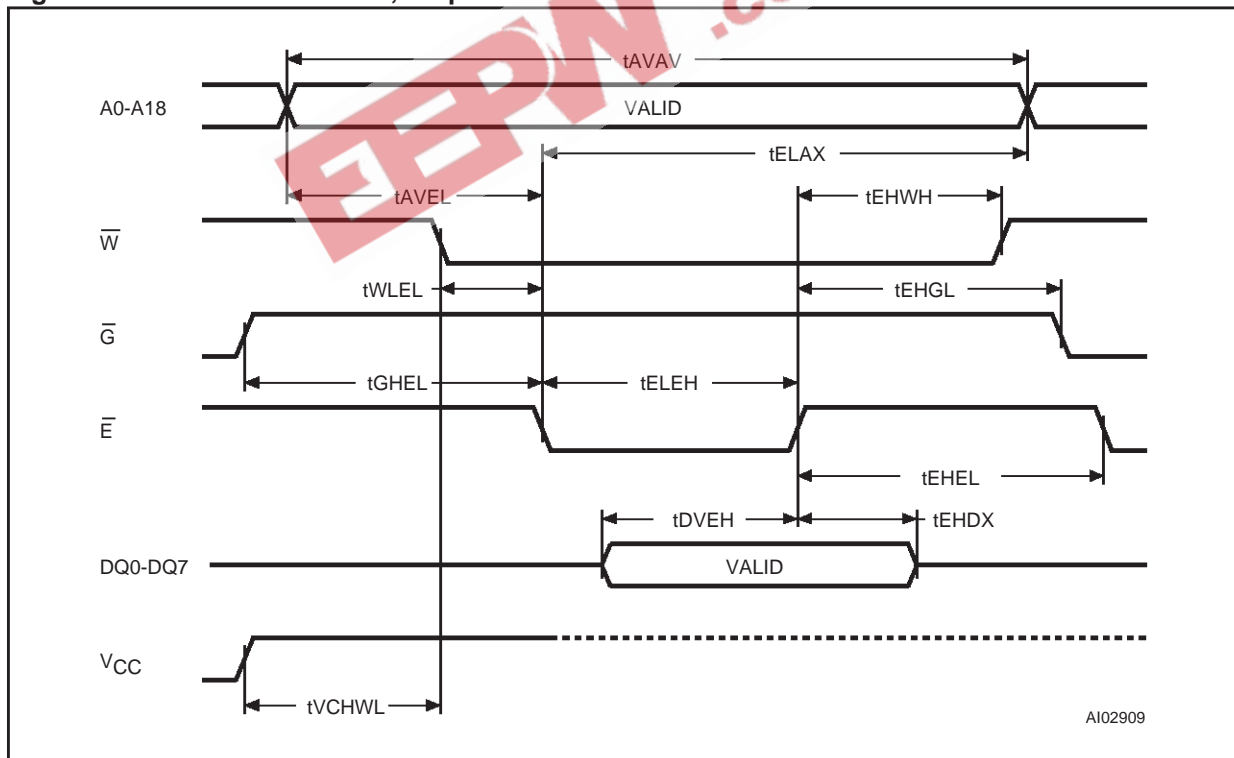 tAVAV
A0-A18
VALID
tELAX
tAVEL
tEHWH
W
tWLEL
tEHGL
G
tGHEL
tELEH
E
tEHEL
tDVEH
tEHDX
DQ0-DQ7
VALID
VCC
tVCHWL
AI02909
EEPW.